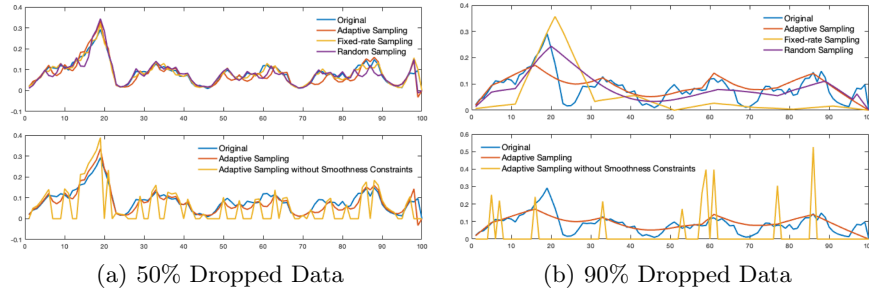 0.4
0.3
0.2
0.1
0
0.1
0 10 20 30 40 50 60 70 80 90 100
Original
Adaptive Sampling
Fixed-rate Sampling
Random Sampling
0.4
0.3
0.2
0.1
0
0.1
0 10 20 30 40 50 60 70 80 90 100
Original
Adaptive Sampling
Adaptive Sampling without Smoothness Constraints
(a) 50% Dropped Data
0.4
0.3
0.2
0.1
0
0 10 20 30 40 50 60 70 80 90 100
Original
Adaptive Sampling
Fixed-rate Sampling
Random Sampling
0.6
0.5
0.4
0.3
0.2
0.1
0
0 10 20 30 40 50 60 70 80 90 100
Original
Adaptive Sampling
Adaptive Sampling without Smoothness Constraints
(b) 90% Dropped Data